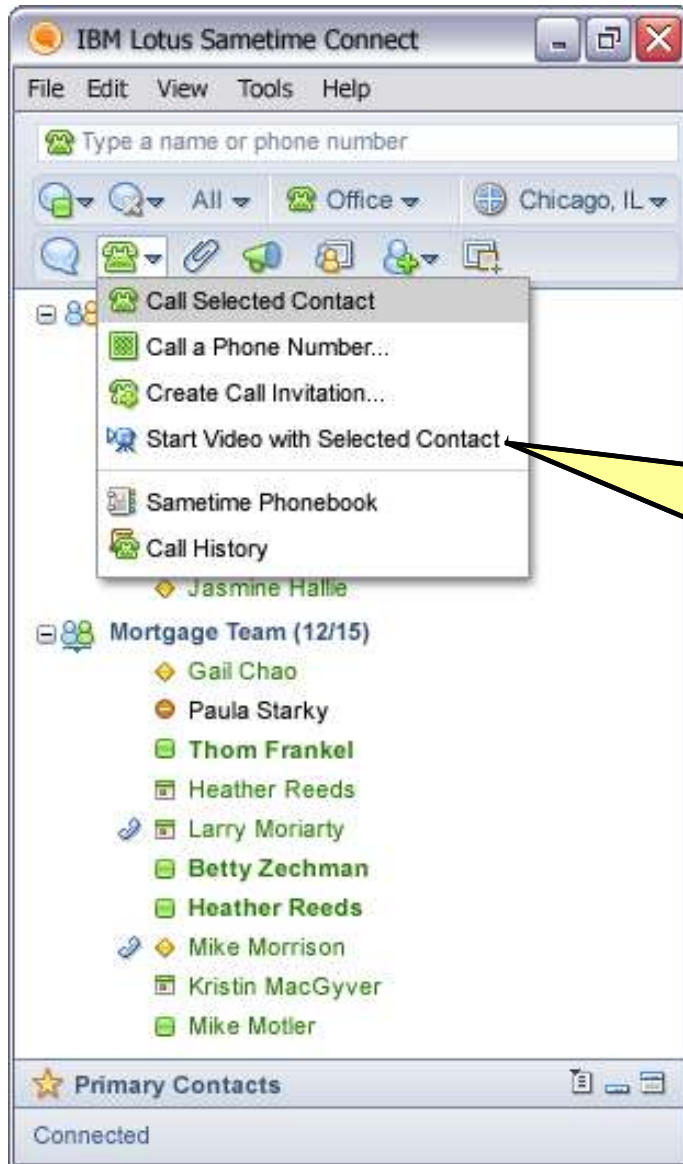 IBM Lotus Sametime Connect
File Edit View Tools Help
Type a name or phone number
All Office Chicago, IL
Call Selected Contact
Call a Phone Number...
Create Call Invitation...
Start Video with Selected Contact
Sametime Phonebook
Call History
Jasmine Hallie
Mortgage Team (12/15)
Gail Chao
Paula Starky
Thom Frankel
Heather Reeds
Larry Moriarty
Betty Zechman
Heather Reeds
Mike Morrison
Kristin MacGyver
Mike Motler
Primary Contacts
Connected